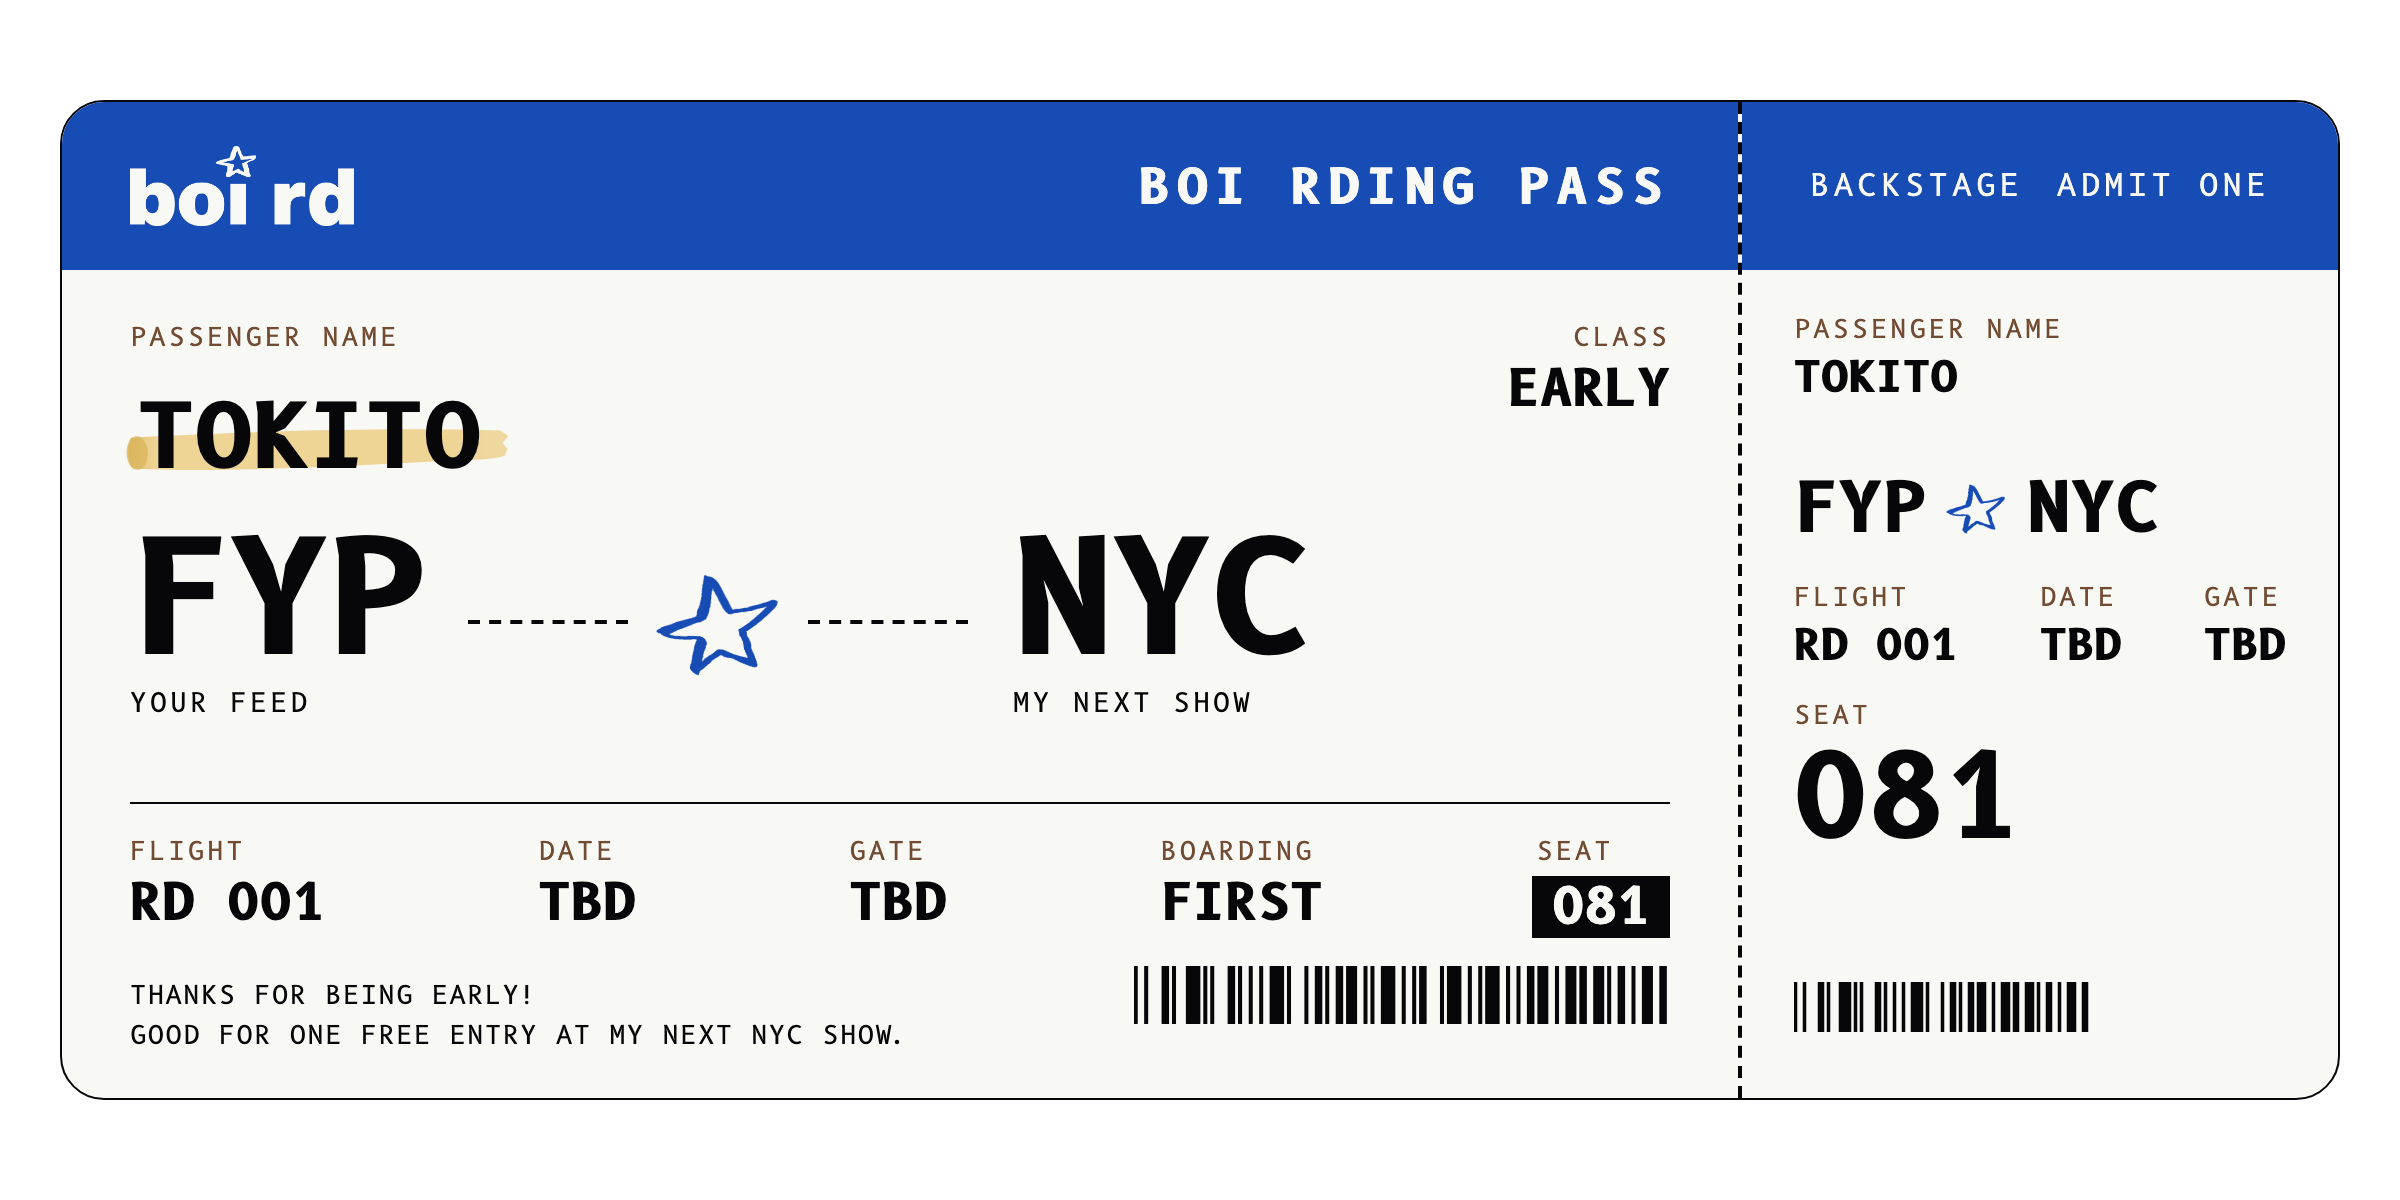 boi rd
BOI RDING PASS
PASSENGER NAME
TOKITO
CLASS
EARLY
FYP
NYC
YOUR FEED
MY NEXT SHOW
FLIGHT
RD 001
DATE
TBD
GATE
TBD
BOARDING
FIRST
SEAT
081
THANKS FOR BEING EARLY!
GOOD FOR ONE FREE ENTRY AT MY NEXT NYC SHOW.
BACKSTAGE ADMIT ONE
PASSENGER NAME
TOKITO
FYP NYC
FLIGHT
RD 001
DATE
TBD
GATE
TBD
SEAT
081